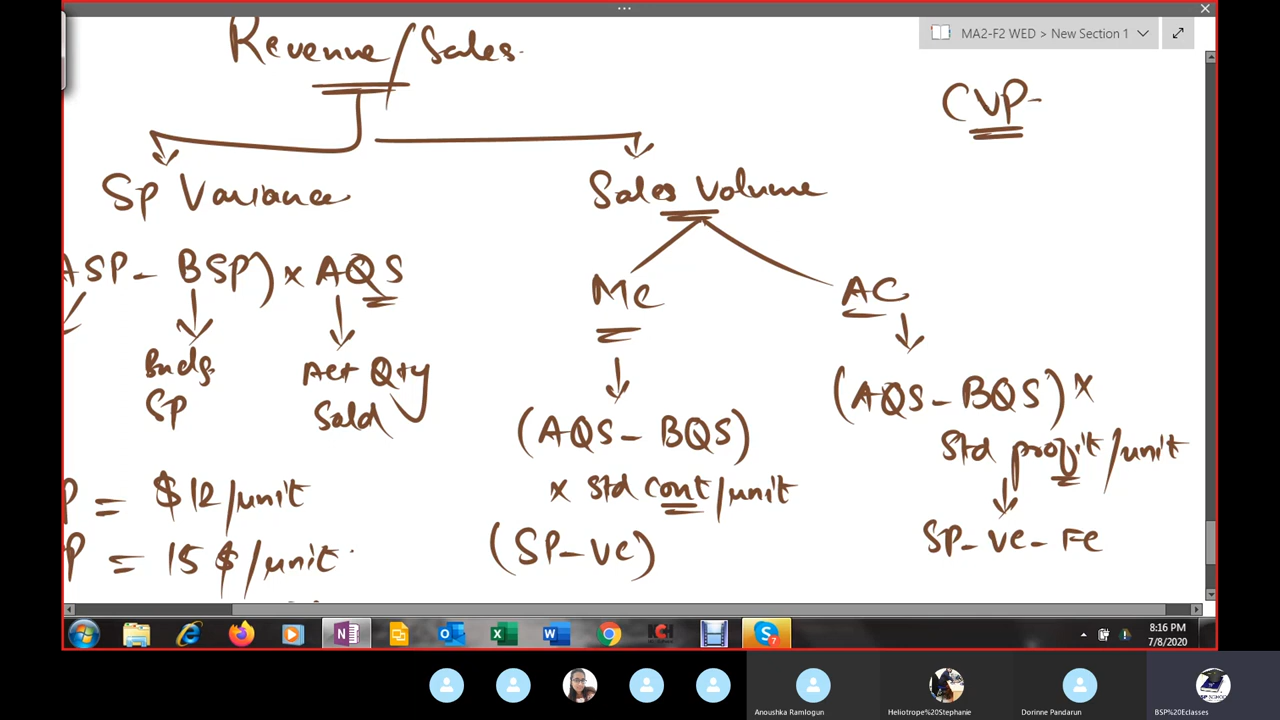 MA2-F2 WED > New Section 1
Revenue/Sales
CVP-
Sp Variance
Sales Volume
ASP - BSP) x AQS
Budg. SP
Act Qty Sold
MC
AC
(AQS - BQS)
x Std cont/unit
(SP - VC)
(AQS - BQS) x
Std profit/unit
SP - VC - FC
P = $12/unit
P = 15 $/unit
8:16 PM
7/8/2020
Anoushka Ramlogun
Heliotrope%20Stephanie
Dorinne Pandarun
BSP%20Eclasses